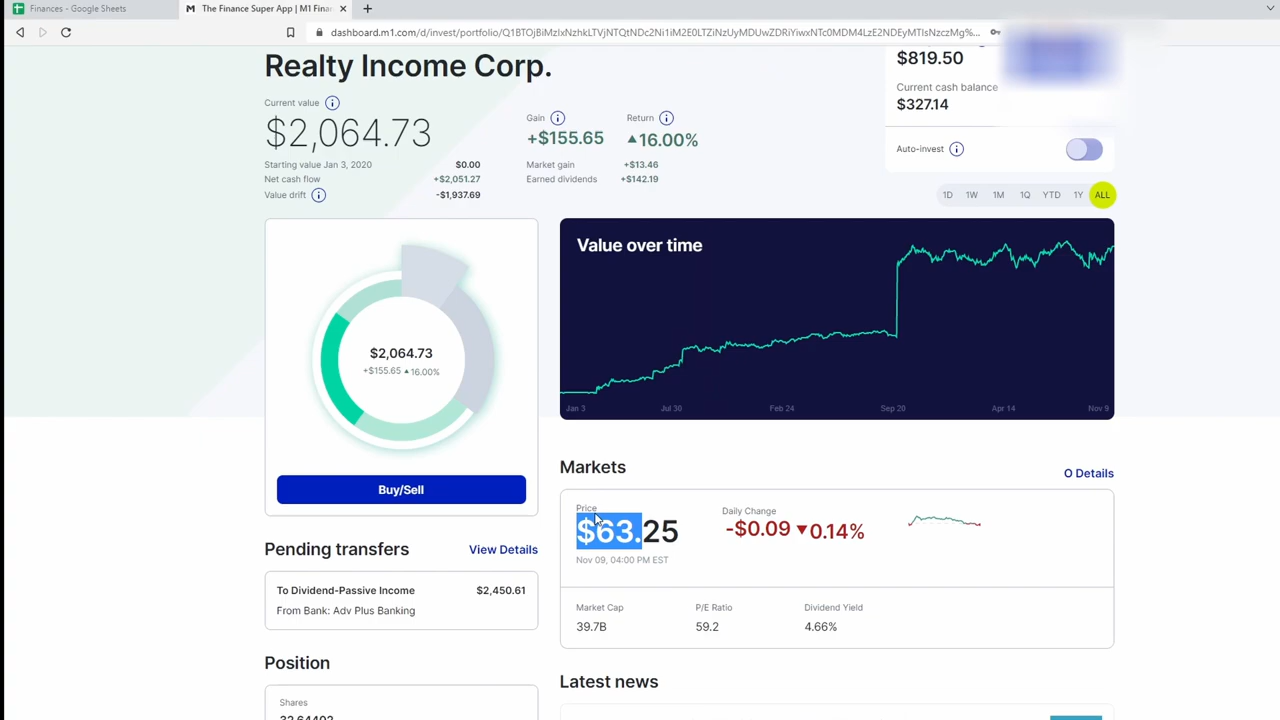 Finances - Google Sheets
The Finance Super App | M1 Finan
dashboard.m1.com/d/invest/portfolio/Q1BTOjBiMzIxNzhkLTVjNTQtNDc2Ni1iM2E0LTZiNzUyMDUwZDRiYiwxNTc0MDM4LzE2NDEyMTIsNzczMg%...
Realty Income Corp.
$819.50
Current cash balance
$327.14
Auto-invest
Current value
$2,064.73
Starting value Jan 3, 2020 $0.00
Net cash flow +$2,051.27
Value drift -$1,937.69
Gain
+$155.65
Return
▲16.00%
Market gain +$13.46
Earned dividends +$142.19
1D 1W 1M 1Q YTD 1Y ALL
$2,064.73
+$155.65 ▲16.00%
Buy/Sell
Value over time
Jan 3 Jul 30 Feb 24 Sep 20 Apr 14 Nov 9
Pending transfers View Details
To Dividend-Passive Income $2,450.61
From Bank: Adv Plus Banking
Position
Shares
32.64402
Markets O Details
Price
$63.25
Nov 09, 04:00 PM EST
Daily Change
-$0.09 ▼0.14%
Market Cap P/E Ratio Dividend Yield
39.7B 59.2 4.66%
Latest news